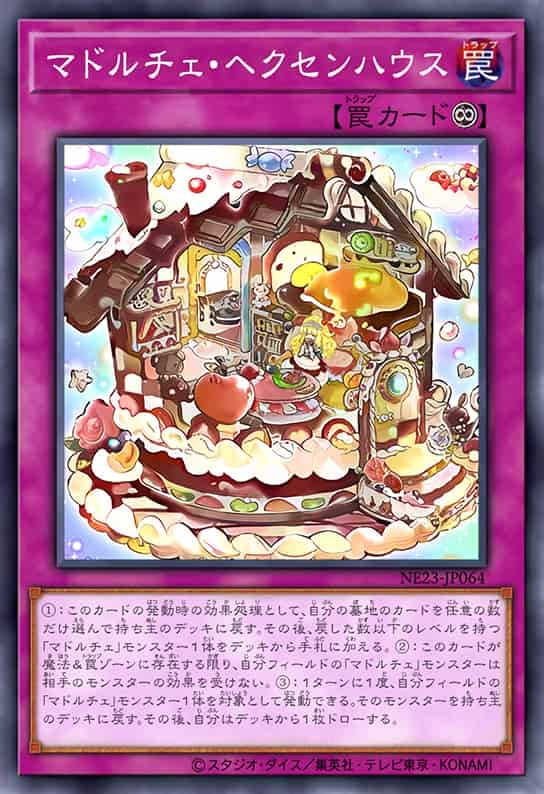 マドルチェ・ヘクセンハウス 罠
【罠カード】
NE23-JP064
①：このカードの発動時の効果処理として、自分の墓地のカードを任意の数
だけ選んで持ち主のデッキに戻す。その後、戻した数以下のレベルを持つ
「マドルチェ」モンスター1体をデッキから手札に加える。②：このカードが
魔法＆罠ゾーンに存在する限り、自分フィールドの「マドルチェ」モンスターは
相手のモンスターの効果を受けない。③：1ターンに1度、自分フィールドの
「マドルチェ」モンスター1体を対象として発動できる。そのモンスターを持ち主
のデッキに戻す。その後、自分はデッキから1枚ドローする。
©スタジオ・ダイス／集英社・テレビ東京・KONAMI